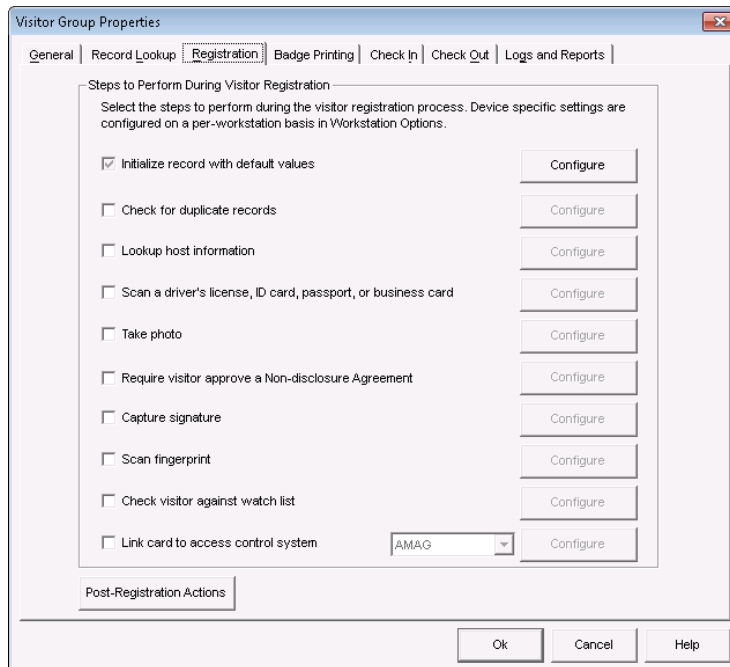 Visitor Group Properties
General Record Lookup Registration Badge Printing Check In Check Out Logs and Reports
Steps to Perform During Visitor Registration
Select the steps to perform during the visitor registration process. Device specific settings are
configured on a per-workstation basis in Workstation Options.
Initialize record with default values Configure
Check for duplicate records Configure
Lookup host information Configure
Scan a driver's license, ID card, passport, or business card Configure
Take photo Configure
Require visitor approve a Non-disclosure Agreement Configure
Capture signature Configure
Scan fingerprint Configure
Check visitor against watch list Configure
Link card to access control system AMAG Configure
Post-Registration Actions
Ok Cancel Help